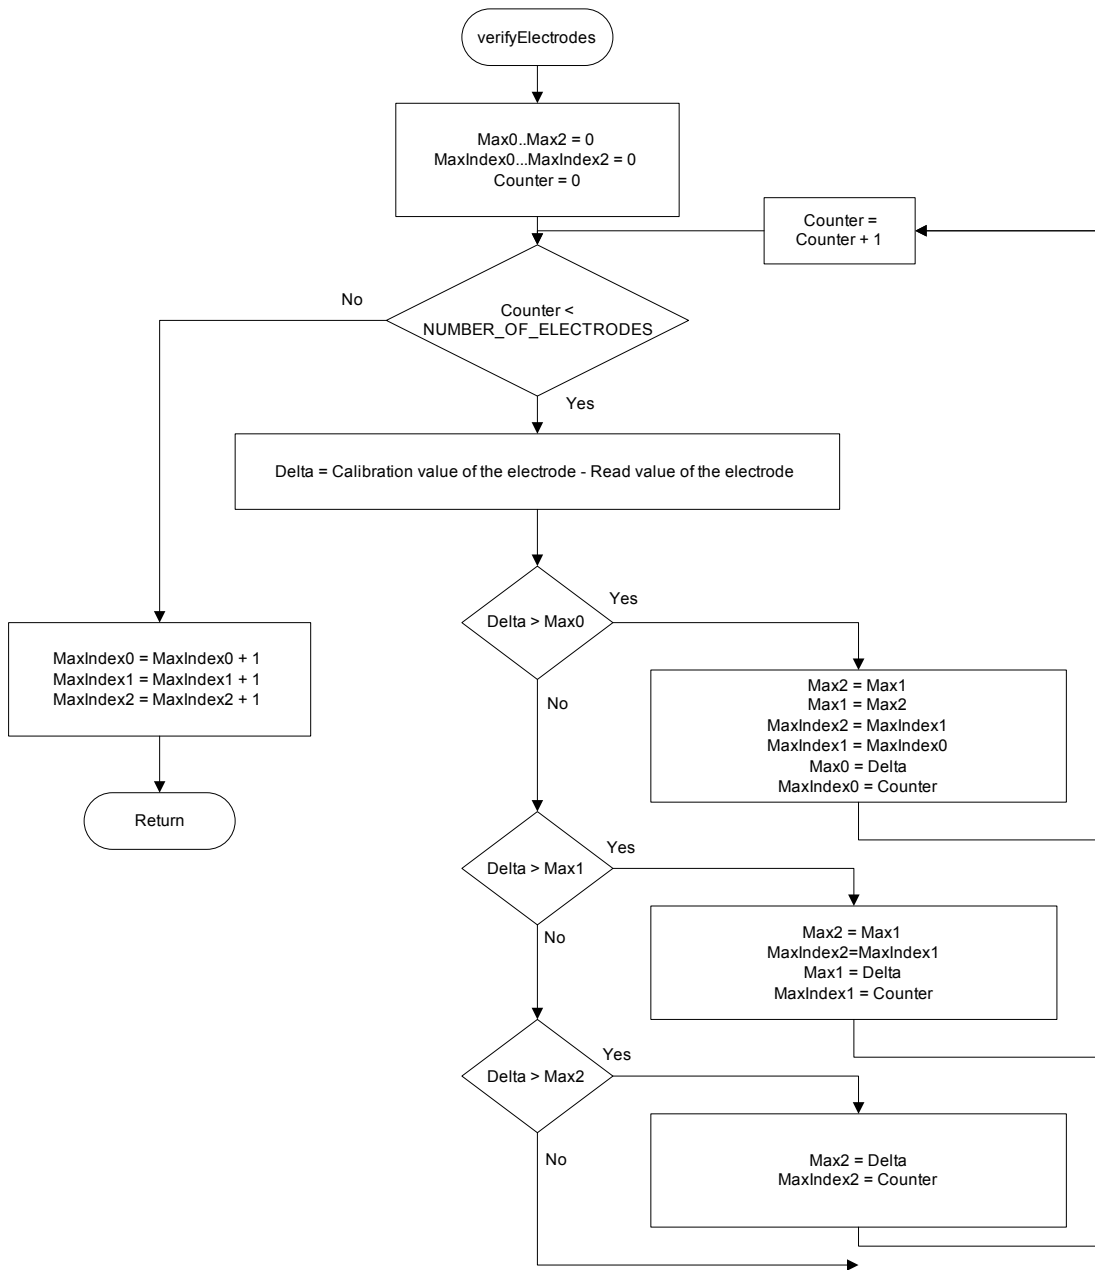 verifyElectrodes
Max0..Max2 = 0
MaxIndex0...MaxIndex2 = 0
Counter = 0
Counter =
Counter + 1
No
Counter <
NUMBER_OF_ELECTRODES
Yes
Delta = Calibration value of the electrode - Read value of the electrode
Yes
Delta > Max0
No
MaxIndex0 = MaxIndex0 + 1
MaxIndex1 = MaxIndex1 + 1
MaxIndex2 = MaxIndex2 + 1
Max2 = Max1
Max1 = Max2
MaxIndex2 = MaxIndex1
MaxIndex1 = MaxIndex0
Max0 = Delta
MaxIndex0 = Counter
Return
Yes
Delta > Max1
No
Max2 = Max1
MaxIndex2=MaxIndex1
Max1 = Delta
MaxIndex1 = Counter
Yes
Delta > Max2
No
Max2 = Delta
MaxIndex2 = Counter